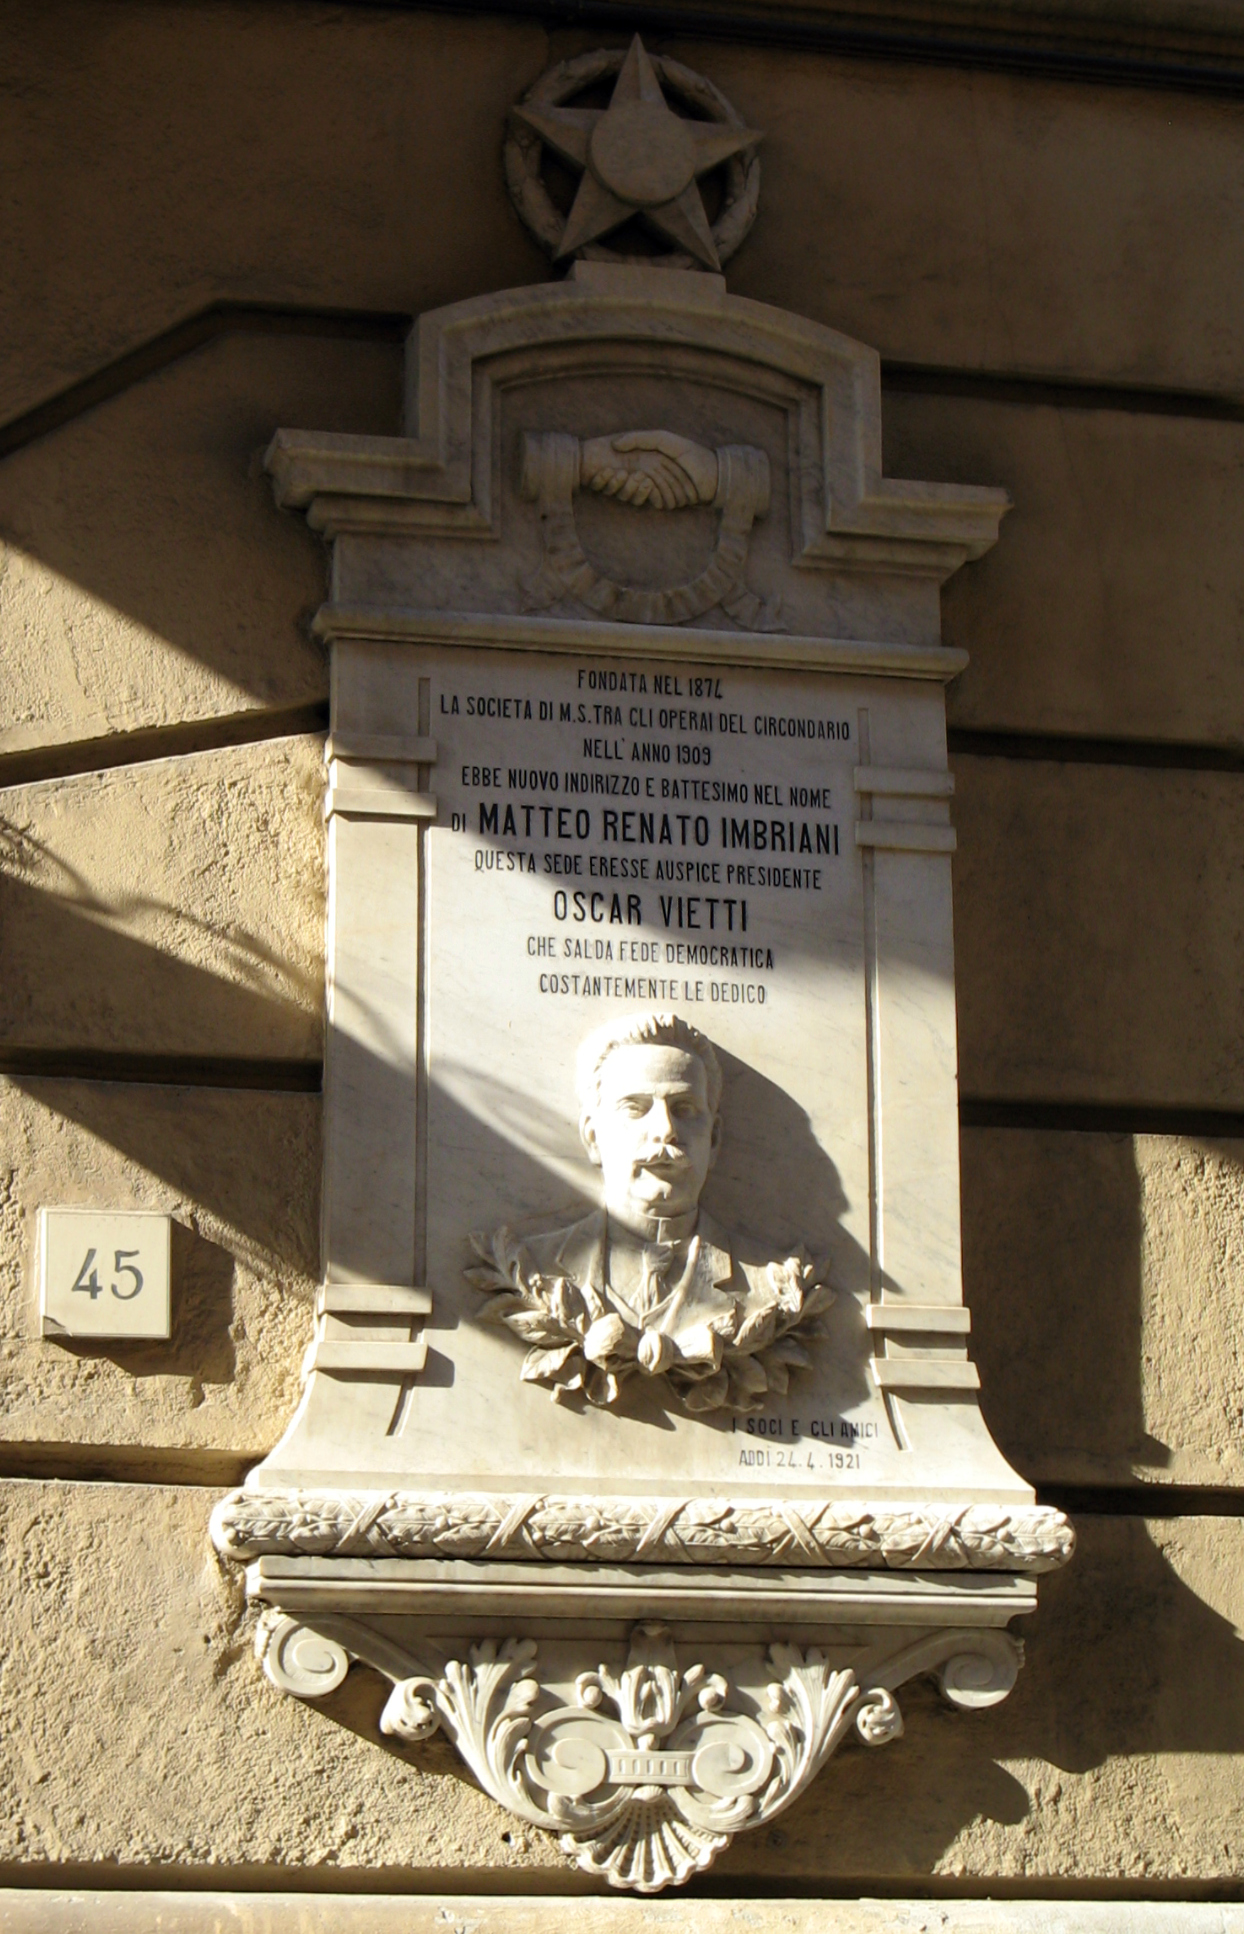 FONDATA NEL 1874
LA SOCIETA DI M.S. TRA GLI OPERAI DEL CIRCONDARIO
NELL' ANNO 1909
EBBE NUOVO INDIRIZZO E BATTESIMO NEL NOME
DI MATTEO RENATO IMBRIANI
QUESTA SEDE ERESSE AUSPICE PRESIDENTE
OSCAR VIETTI
CHE SALDA FEDE DEMOCRATICA
COSTANTEMENTE LE DEDICO
I SOCI E GLI AMICI
ADDI 24.4.1921
45